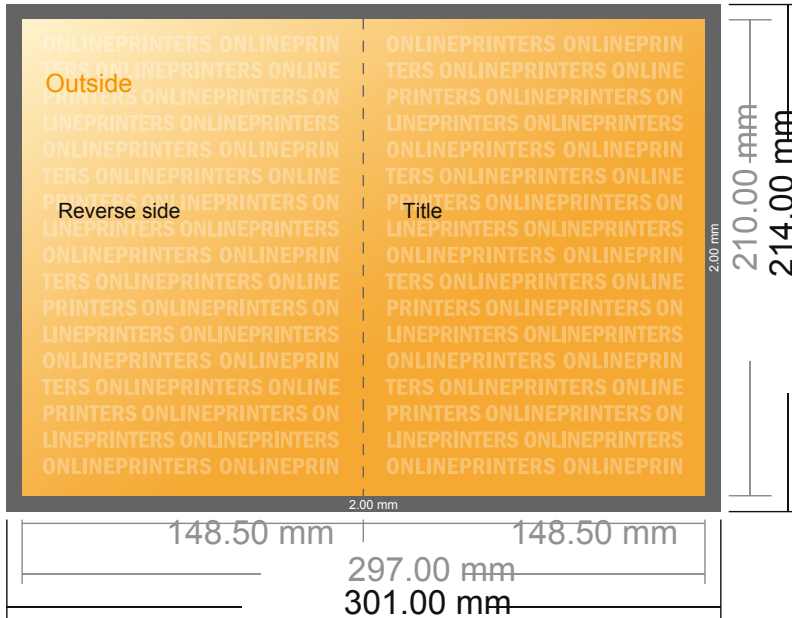 ONLINEPRINTERS ONLINEPRIN ONLINEPRINTERS ONLINEPRIN
TERS ONLINEPRINTERS ONLINE TERS ONLINEPRINTERS ONLINE
Outside
PRINTERS ONLINEPRINTERS ON PRINTERS ONLINEPRINTERS ON
LINEPRINTERS ONLINEPRINTERS LINEPRINTERS ONLINEPRINTERS
ONLINEPRINTERS ONLINEPRIN ONLINEPRINTERS ONLINEPRIN
TERS ONLINEPRINTERS ONLINE TERS ONLINEPRINTERS ONLINE
PRINTERS ONLINEPRINTERS ON PRINTERS ONLINEPRINTERS ON
Reverse side Title
LINEPRINTERS ONLINEPRINTERS LINEPRINTERS ONLINEPRINTERS
ONLINEPRINTERS ONLINEPRIN ONLINEPRINTERS ONLINEPRIN
TERS ONLINEPRINTERS ONLINE TERS ONLINEPRINTERS ONLINE
PRINTERS ONLINEPRINTERS ON PRINTERS ONLINEPRINTERS ON
LINEPRINTERS ONLINEPRINTERS LINEPRINTERS ONLINEPRINTERS
ONLINEPRINTERS ONLINEPRIN ONLINEPRINTERS ONLINEPRIN
TERS ONLINEPRINTERS ONLINE TERS ONLINEPRINTERS ONLINE
PRINTERS ONLINEPRINTERS ON PRINTERS ONLINEPRINTERS ON
LINEPRINTERS ONLINEPRINTERS LINEPRINTERS ONLINEPRINTERS
ONLINEPRINTERS ONLINEPRIN ONLINEPRINTERS ONLINEPRIN
2.00 mm
210.00 mm
214.00 mm
2.00 mm
148.50 mm 148.50 mm
297.00 mm
301.00 mm